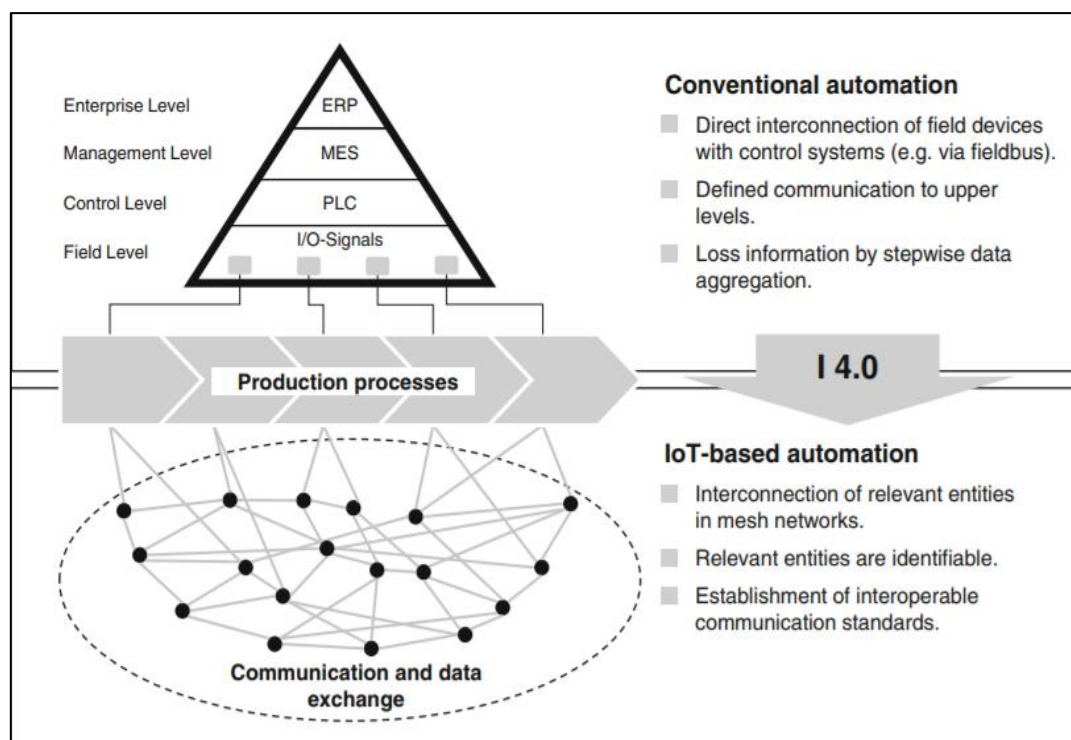 Enterprise Level
ERP
Management Level
MES
Control Level
PLC
Field Level
I/O-Signals
Conventional automation
Direct interconnection of field devices
with control systems (e.g. via fieldbus).
Defined communication to upper
levels.
Loss information by stepwise data
aggregation.
Production processes
I 4.0
IoT-based automation
Interconnection of relevant entities
in mesh networks.
Relevant entities are identifiable.
Establishment of interoperable
communication standards.
Communication and data
exchange